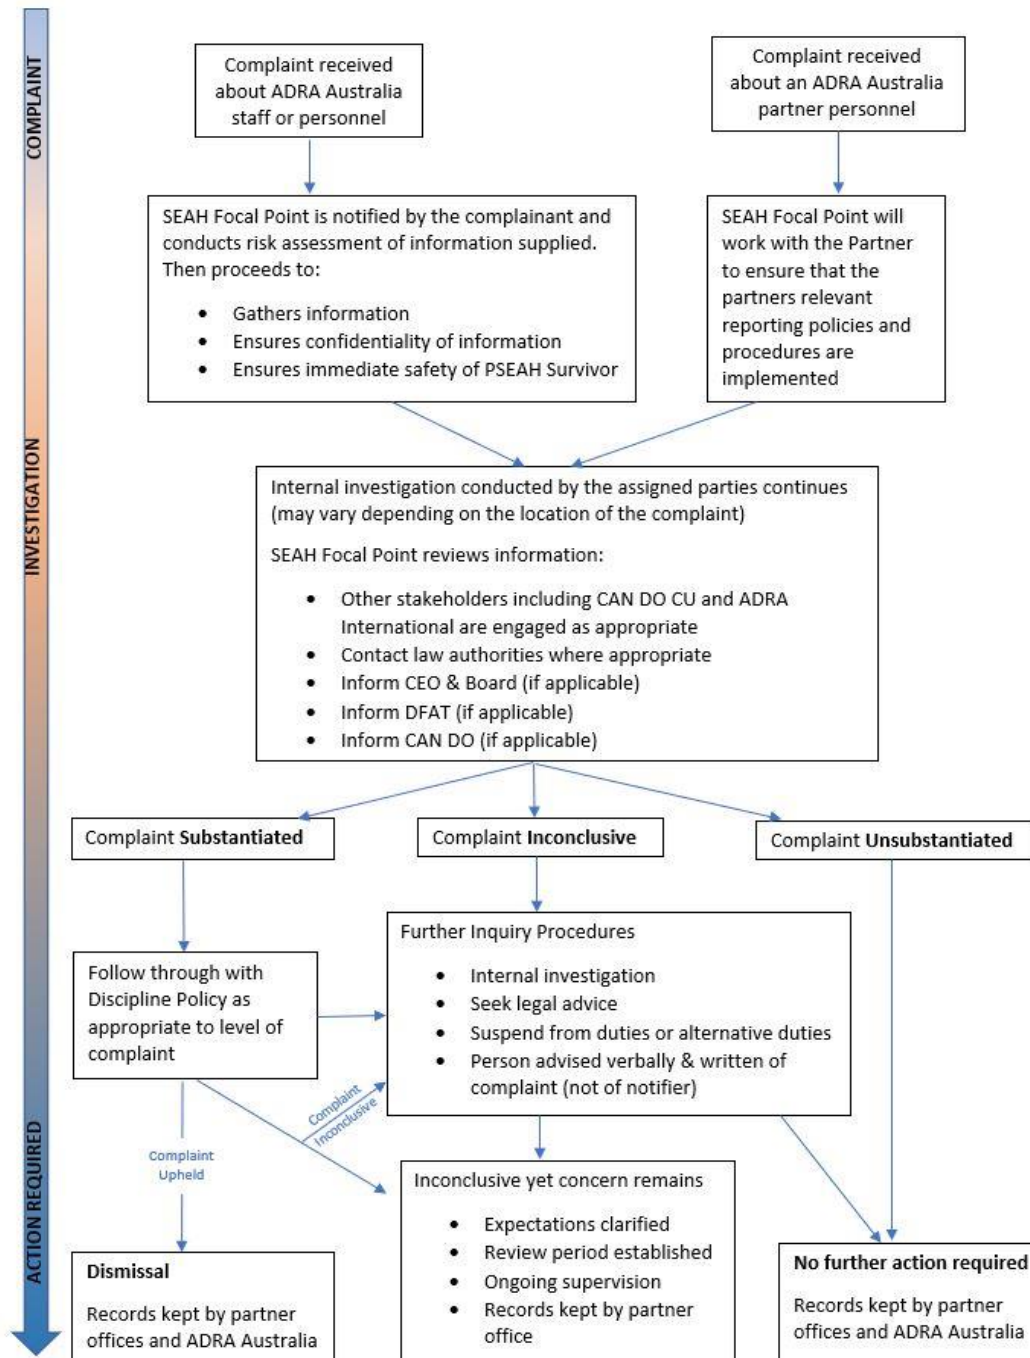 COMPLAINT
INVESTIGATION
ACTION REQUIRED
Complaint received
about ADRA Australia
staff or personnel
Complaint received
about an ADRA Australia
partner personnel
SEAH Focal Point is notified by the complainant and
conducts risk assessment of information supplied.
Then proceeds to:
• Gathers information
• Ensures confidentiality of information
• Ensures immediate safety of PSEAH Survivor
SEAH Focal Point will
work with the Partner
to ensure that the
partners relevant
reporting policies and
procedures are
implemented
Internal investigation conducted by the assigned parties continues
(may vary depending on the location of the complaint)
SEAH Focal Point reviews information:
• Other stakeholders including CAN DO CU and ADRA
International are engaged as appropriate
• Contact law authorities where appropriate
• Inform CEO & Board (if applicable)
• Inform DFAT (if applicable)
• Inform CAN DO (if applicable)
Complaint Substantiated
Complaint Inconclusive
Complaint Unsubstantiated
Follow through with
Discipline Policy as
appropriate to level of
complaint
Further Inquiry Procedures
• Internal investigation
• Seek legal advice
• Suspend from duties or alternative duties
• Person advised verbally & written of
complaint (not of notifier)
Complaint
Inconclusive
Complaint
Upheld
Dismissal
Records kept by partner
offices and ADRA Australia
Inconclusive yet concern remains
• Expectations clarified
• Review period established
• Ongoing supervision
• Records kept by partner
office
No further action required
Records kept by partner
offices and ADRA Australia